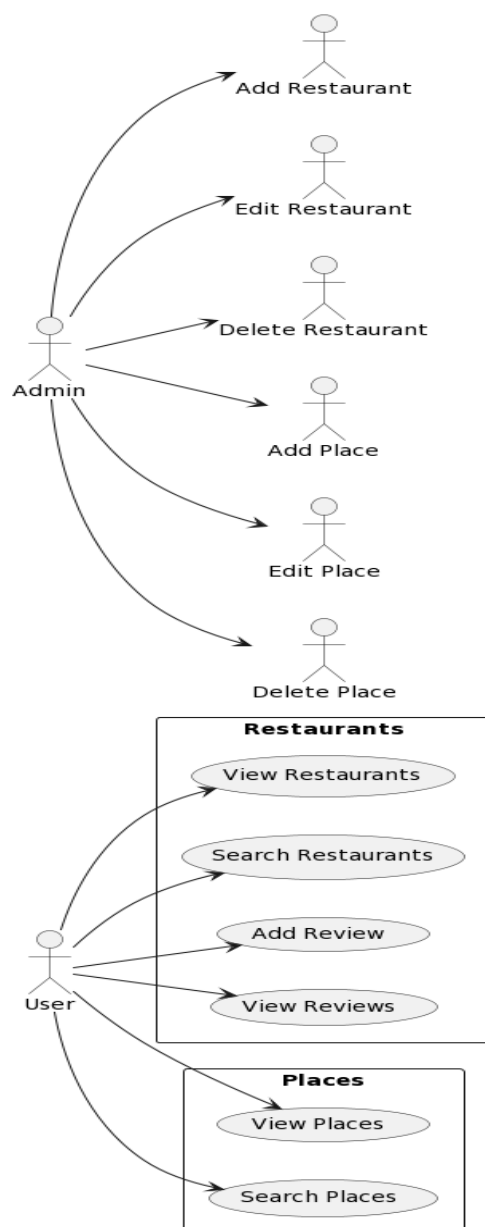 Add Restaurant
Edit Restaurant
Delete Restaurant
Admin
Add Place
Edit Place
Delete Place
Restaurants
View Restaurants
Search Restaurants
Add Review
User
View Reviews
Places
View Places
Search Places